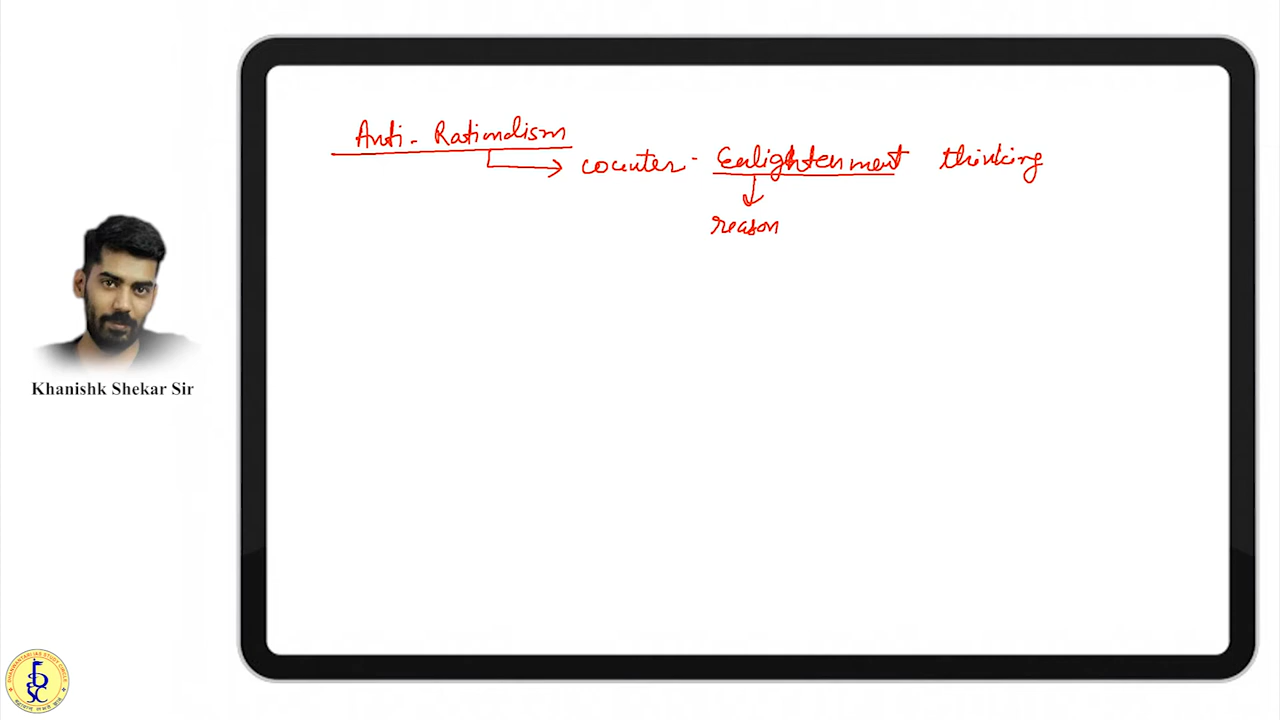 Anti- Rationalism
counter- Enlightenment thinking
reason
Khanishk Shekar Sir